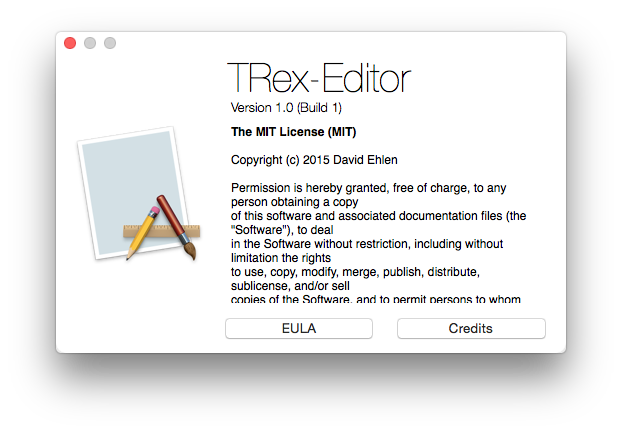 TRex-Editor
Version 1.0 (Build 1)
The MIT License (MIT)
Copyright (c) 2015 David Ehlen
Permission is hereby granted, free of charge, to any
person obtaining a copy
of this software and associated documentation files (the
"Software"), to deal
in the Software without restriction, including without
limitation the rights
to use, copy, modify, merge, publish, distribute,
sublicense, and/or sell
copies of the Software, and to permit persons to whom
EULA
Credits